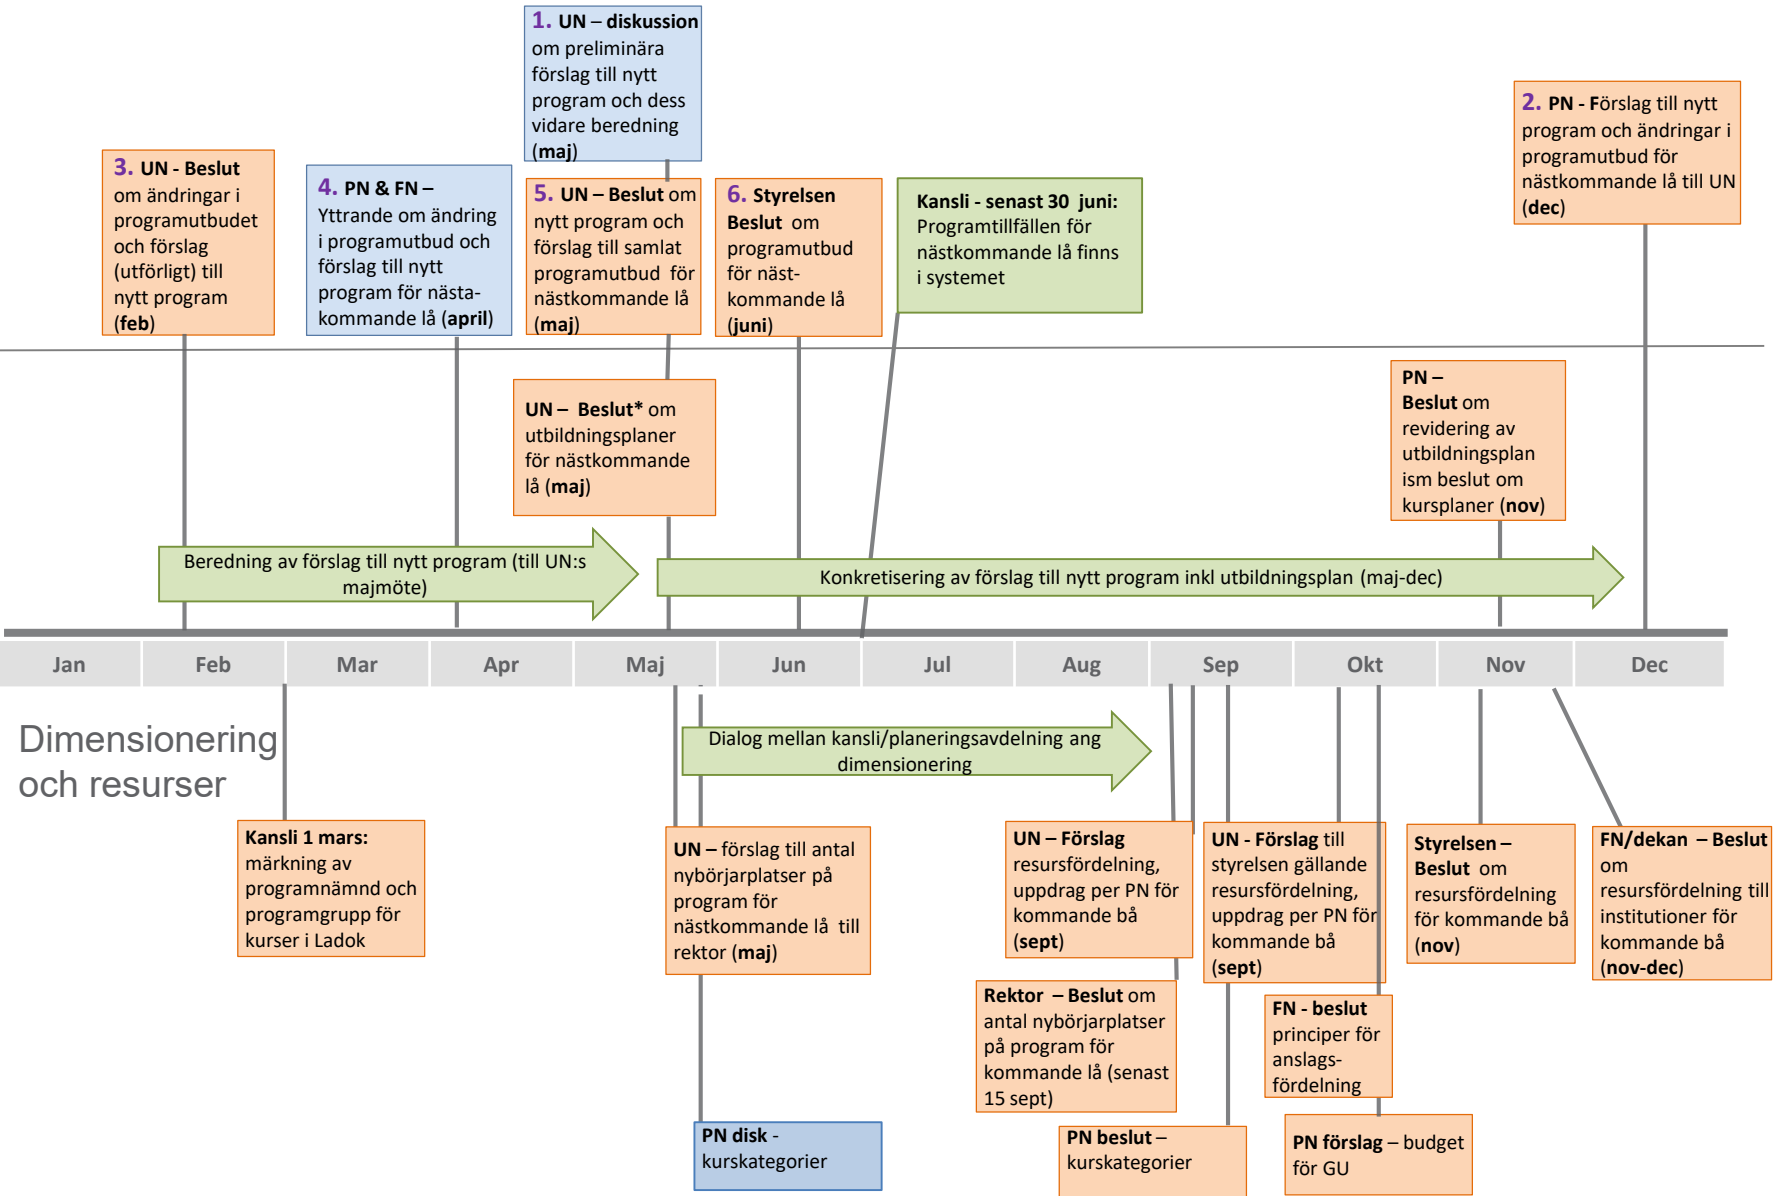 1. UN – diskussion
om preliminära
förslag till nytt
program och dess
vidare beredning
(maj)
2. PN - Förslag till nytt
program och ändringar i
programutbud för
nästkommande lå till UN
(dec)
3. UN - Beslut
om ändringar i
programutbudet
och förslag
(utförligt) till
nytt program
(feb)
4. PN & FN –
Yttrande om ändring
i programutbud och
förslag till nytt
program för nästa-
kommande lå (april)
5. UN – Beslut om
nytt program och
förslag till samlat
programutbud för
nästkommande lå
(maj)
6. Styrelsen
Beslut om
programutbud
för näst-
kommande lå
(juni)
Kansli - senast 30 juni:
Programtillfällen för
nästkommande lå finns
i systemet
UN – Beslut* om
utbildningsplaner
för nästkommande
lå (maj)
PN –
Beslut om
revidering av
utbildningsplan
ism beslut om
kursplaner (nov)
Beredning av förslag till nytt program (till UN:s
majmöte)
Konkretisering av förslag till nytt program inkl utbildningsplan (maj-dec)
Jan Feb Mar Apr Maj Jun Jul Aug Sep Okt Nov Dec
Dimensionering
och resurser
Dialog mellan kansli/planeringsavdelning ang
dimensionering
Kansli 1 mars:
märkning av
programnämnd och
programgrupp för
kurser i Ladok
UN – förslag till antal
nybörjarplatser på
program för
nästkommande lå till
rektor (maj)
UN – Förslag
resursfördelning,
uppdrag per PN för
kommande bå
(sept)
UN - Förslag till
styrelsen gällande
resursfördelning,
uppdrag per PN för
kommande bå
(sept)
Styrelsen –
Beslut om
resursfördelning
för kommande bå
(nov)
FN/dekan – Beslut
om
resursfördelning till
institutioner för
kommande bå
(nov-dec)
Rektor – Beslut om
antal nybörjarplatser
på program för
kommande lå (senast
15 sept)
FN - beslut
principer för
anslags-
fördelning
PN disk -
kurskategorier
PN beslut –
kurskategorier
PN förslag – budget
för GU